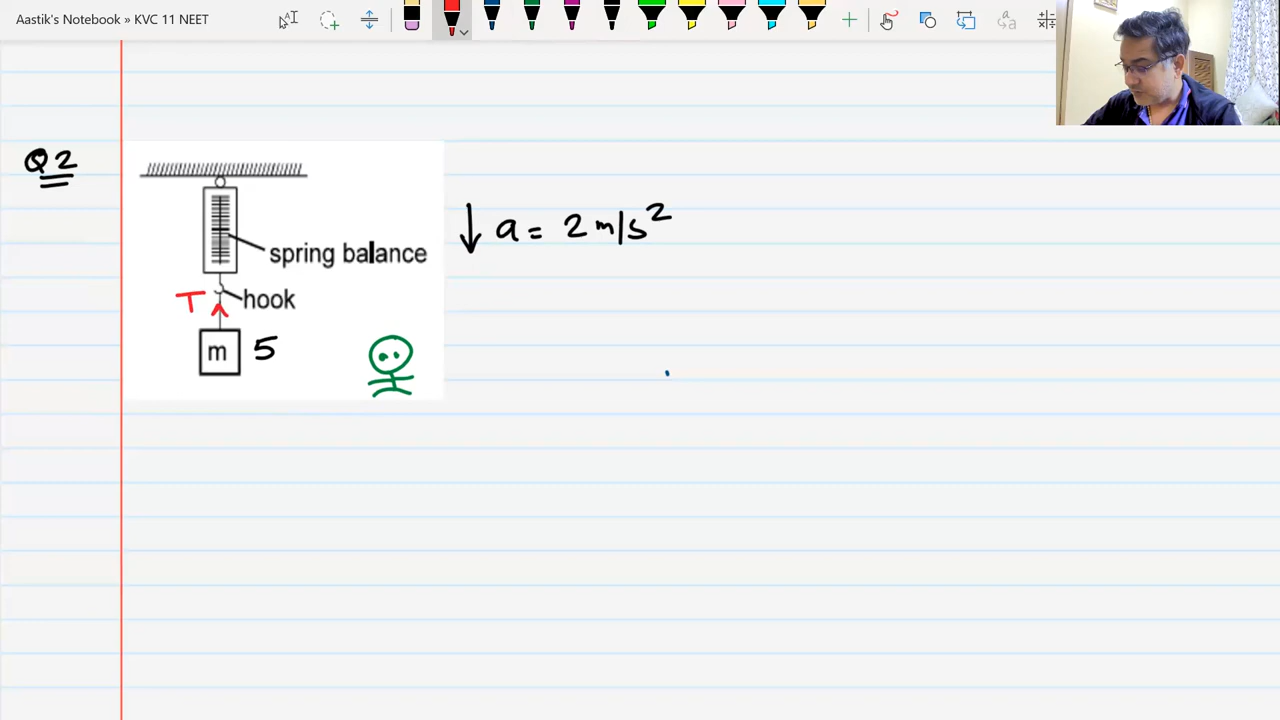 Aastik's Notebook » KVC 11 NEET
Q2
↓ a = 2 m/s²
spring balance
T
hook
m 5